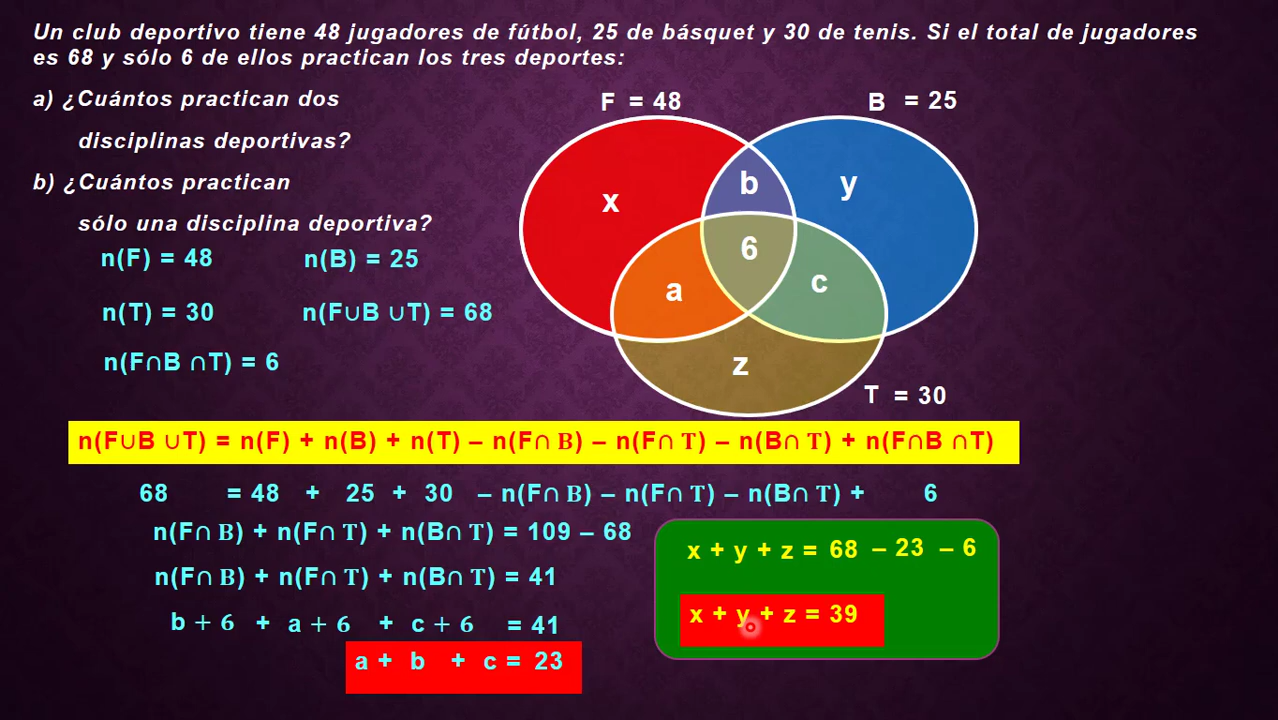 Un club deportivo tiene 48 jugadores de fútbol, 25 de básquet y 30 de tenis. Si el total de jugadores
es 68 y sólo 6 de ellos practican los tres deportes:
a) ¿Cuántos practican dos
disciplinas deportivas?
b) ¿Cuántos practican
sólo una disciplina deportiva?
n(F) = 48
n(B) = 25
n(T) = 30
n(F∪B ∪T) = 68
n(F∩B ∩T) = 6
F = 48
B = 25
x
b
y
6
a
c
z
T = 30
n(F∪B ∪T) = n(F) + n(B) + n(T) – n(F∩ B) – n(F∩ T) – n(B∩ T) + n(F∩B ∩T)
68 = 48 + 25 + 30 – n(F∩ B) – n(F∩ T) – n(B∩ T) + 6
n(F∩ B) + n(F∩ T) + n(B∩ T) = 109 – 68
n(F∩ B) + n(F∩ T) + n(B∩ T) = 41
b + 6 + a + 6 + c + 6 = 41
a + b + c = 23
x + y + z = 68 – 23 – 6
x + y + z = 39